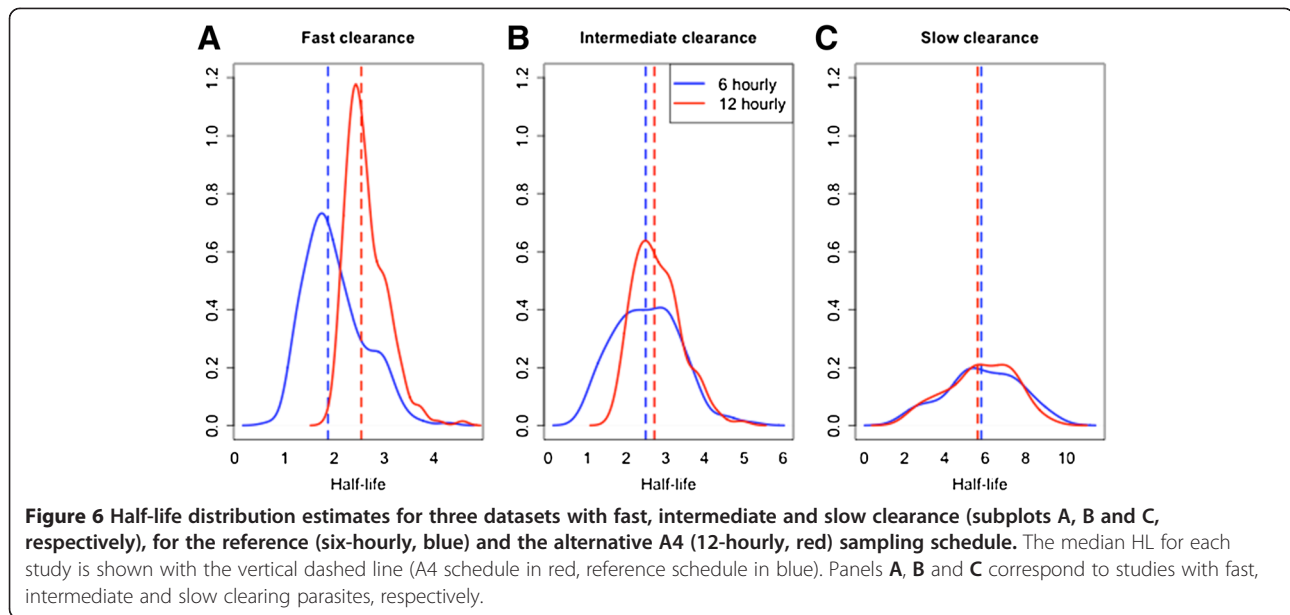 A Fast clearance
B Intermediate clearance
C Slow clearance
6 hourly
12 hourly
1.2
1.0
0.8
0.6
0.4
0.2
0.0
0 1 2 3 4
Half-life
1.2
1.0
0.8
0.6
0.4
0.2
0.0
0 1 2 3 4 5 6
Half-life
1.2
1.0
0.8
0.6
0.4
0.2
0.0
0 2 4 6 8 10
Half-life
Figure 6 Half-life distribution estimates for three datasets with fast, intermediate and slow clearance (subplots A, B and C,
respectively), for the reference (six-hourly, blue) and the alternative A4 (12-hourly, red) sampling schedule. The median HL for each
study is shown with the vertical dashed line (A4 schedule in red, reference schedule in blue). Panels A, B and C correspond to studies with fast,
intermediate and slow clearing parasites, respectively.